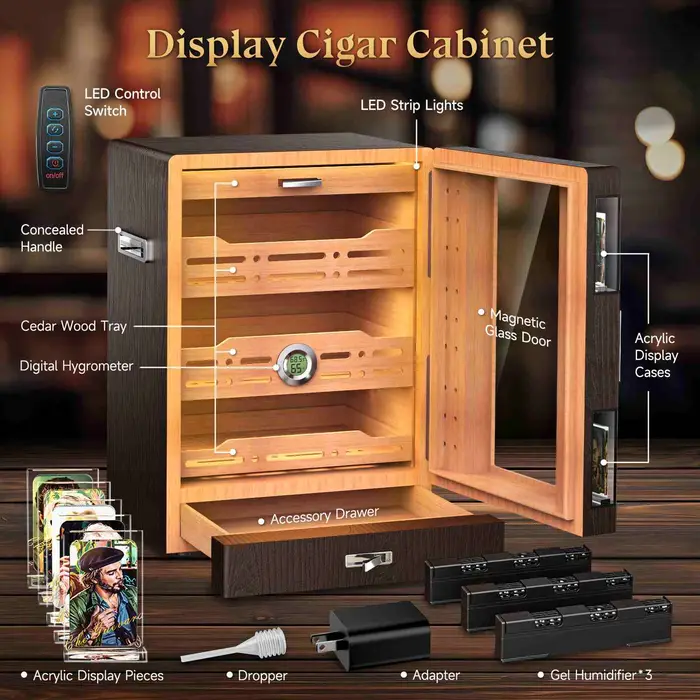 Display Cigar Cabinet
LED Control
Switch
LED Strip Lights
on/off
Concealed
Handle
Magnetic
Glass Door
Cedar Wood Tray
Digital Hygrometer
Acrylic
Display
Cases
Accessory Drawer
Acrylic Display Pieces
Dropper
Adapter
Gel Humidifier*3